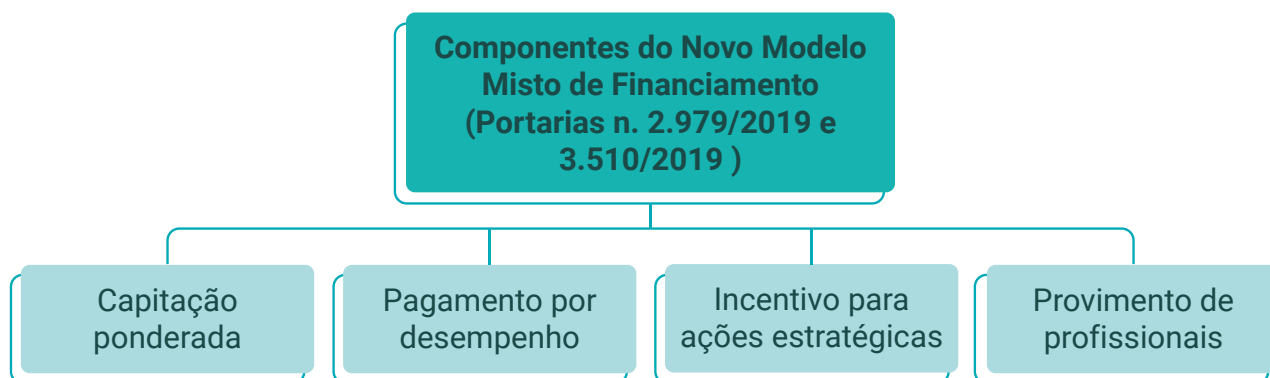 Componentes do Novo Modelo
Misto de Financiamento
(Portarias n. 2.979/2019 e
3.510/2019 )
Capitação
ponderada
Pagamento por
desempenho
Incentivo para
ações estratégicas
Provimento de
profissionais